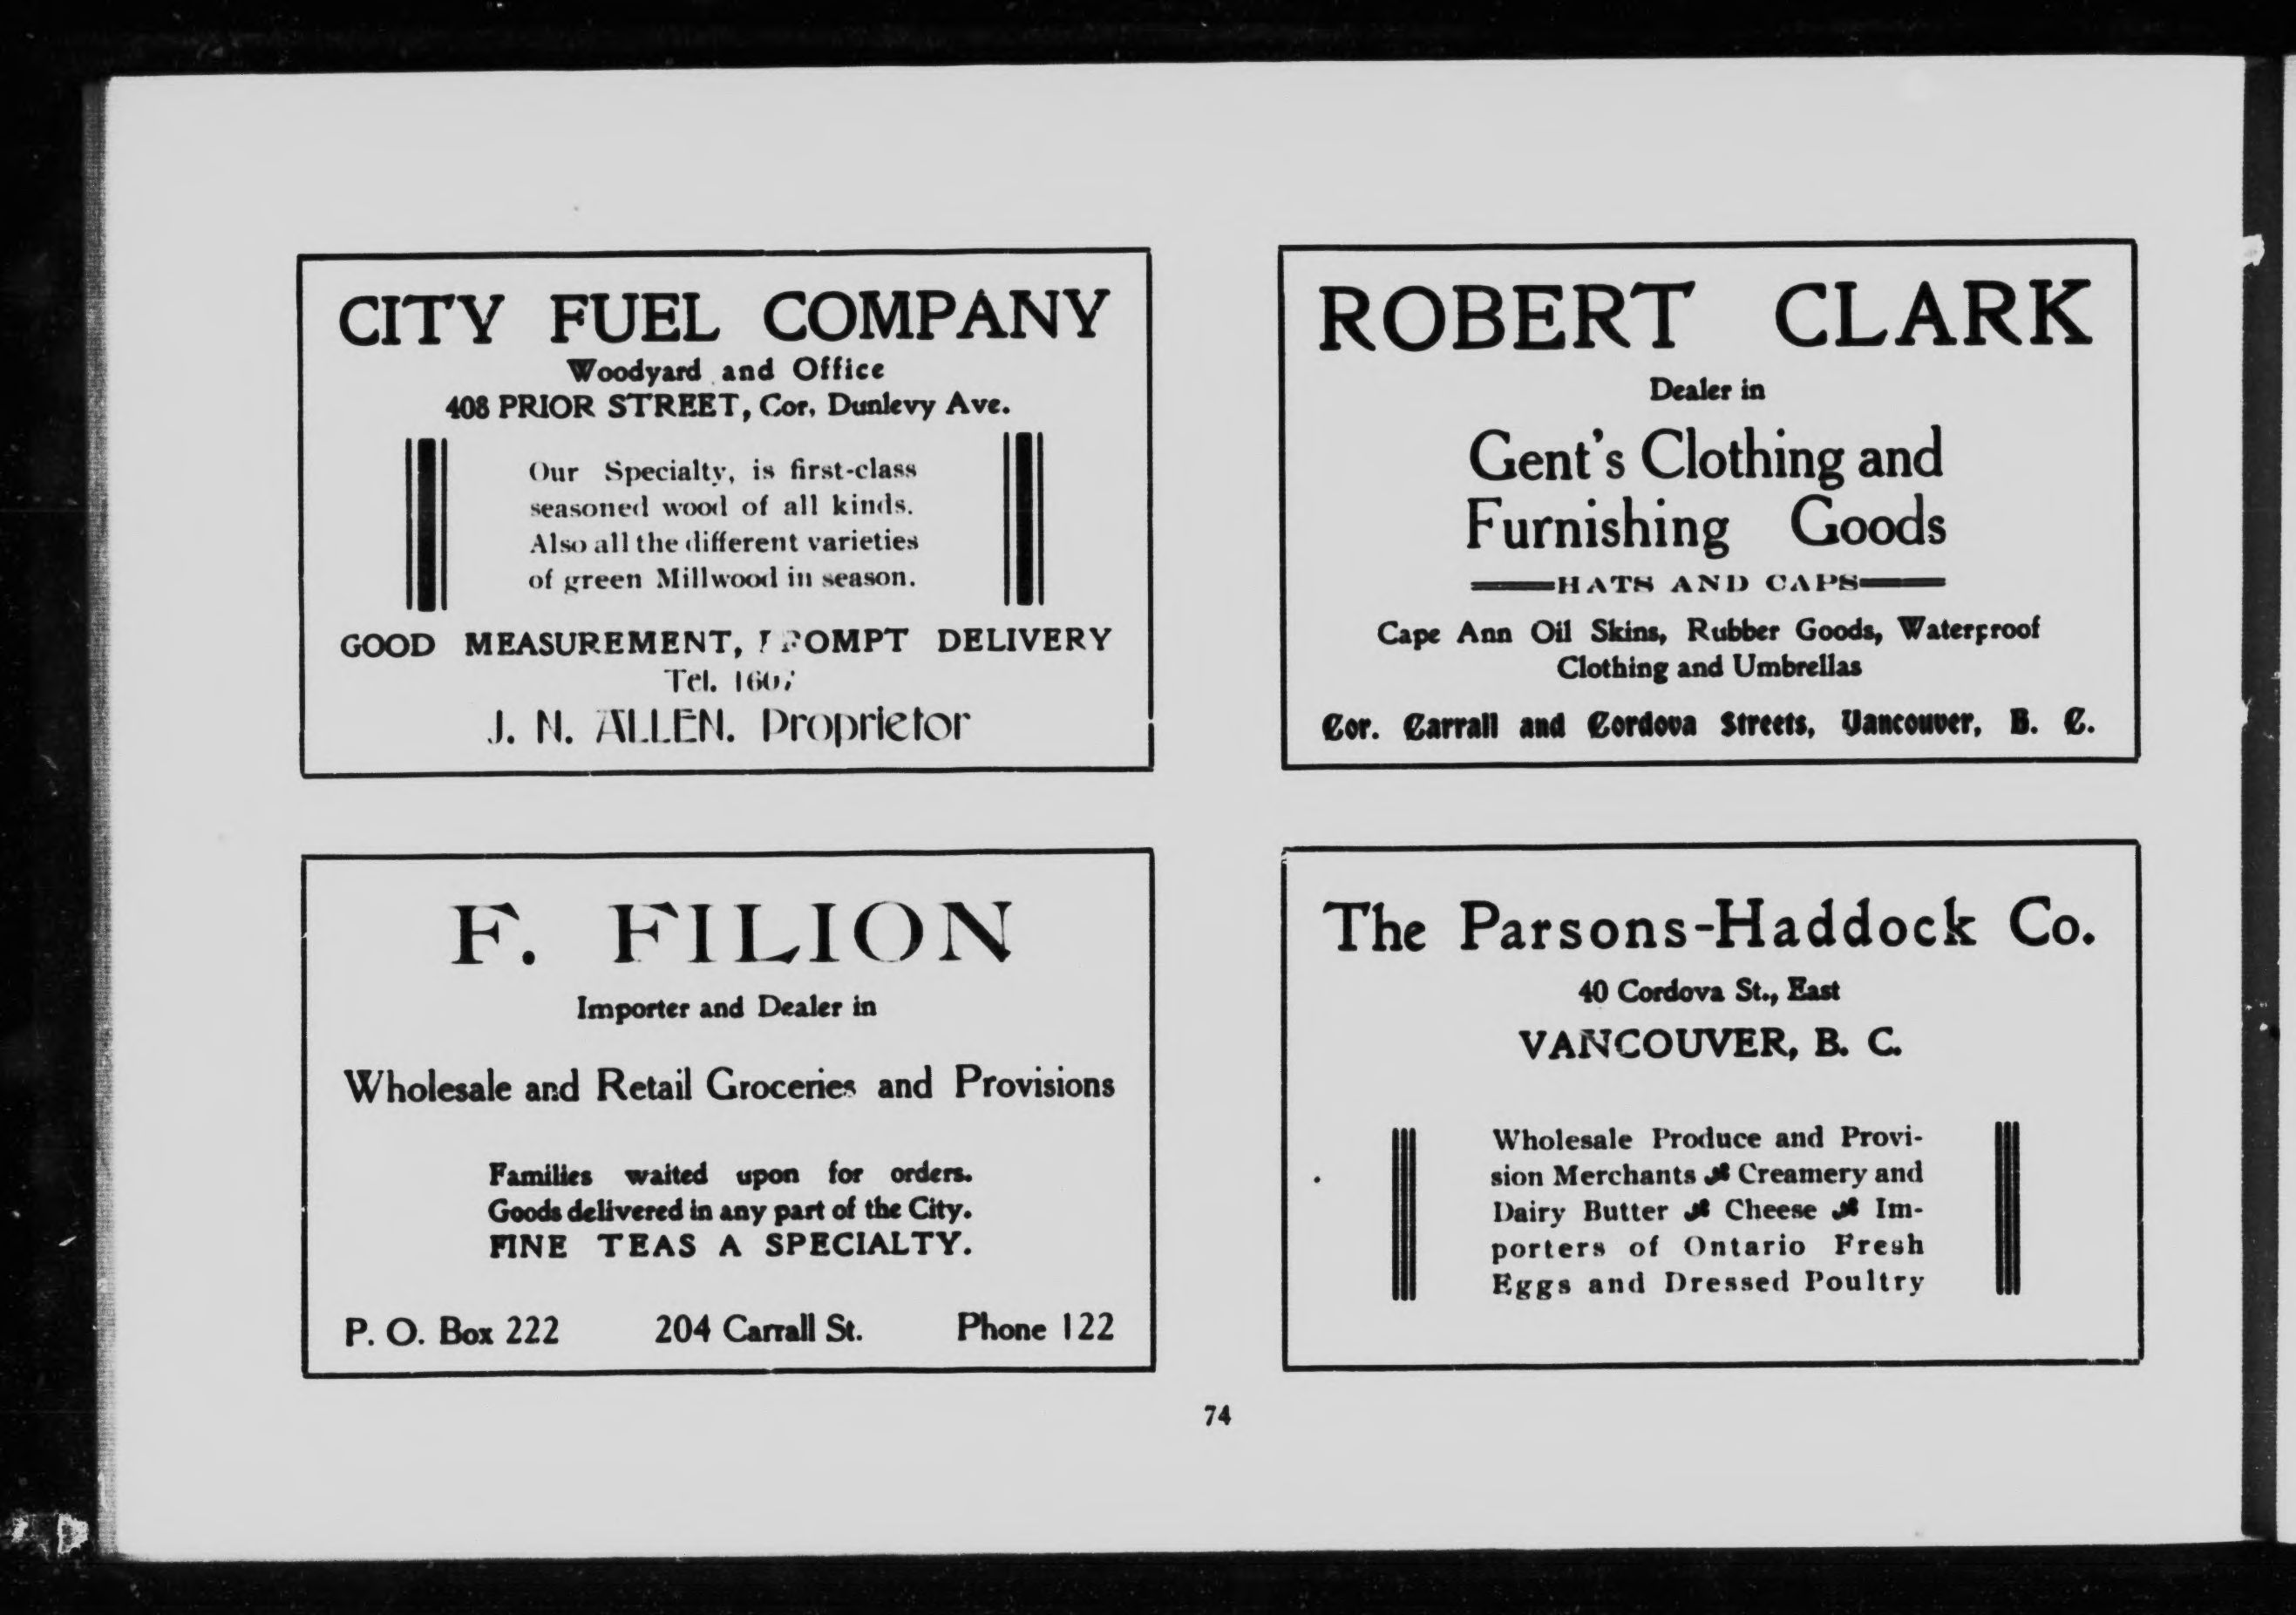 CITY FUEL COMPANY
Woodyard and Office
408 PRIOR STREET, Cor. Dunlevy Ave.
Our Specialty, is first-class
seasoned wood of all kinds.
Also all the different varieties
of green Millwood in season.
GOOD MEASUREMENT, PROMPT DELIVERY
Tel.
J. N. ALLEN. Proprietor
ROBERT CLARK
Dealer in
Gent's Clothing and
Furnishing Goods
HATS AND CAPS
Cape Ann Oil Skins, Rubber Goods, Waterproof
Clothing and Umbrellas
Cor. Carrall and Cordova Streets, Vancouver, B. C.
F. FILION
Importer and Dealer in
Wholesale and Retail Groceries and Provisions
Families waited upon for orders.
Goods delivered in any part of the City.
FINE TEAS A SPECIALTY.
P. O. Box 222 204 Carrall St. Phone 122
The Parsons-Haddock Co.
40 Cordova St., East
VANCOUVER, B. C.
Wholesale Produce and Provi-
sion Merchants Creamery and
Dairy Butter Cheese Im-
porters of Ontario Fresh
Eggs and Dressed Poultry
74